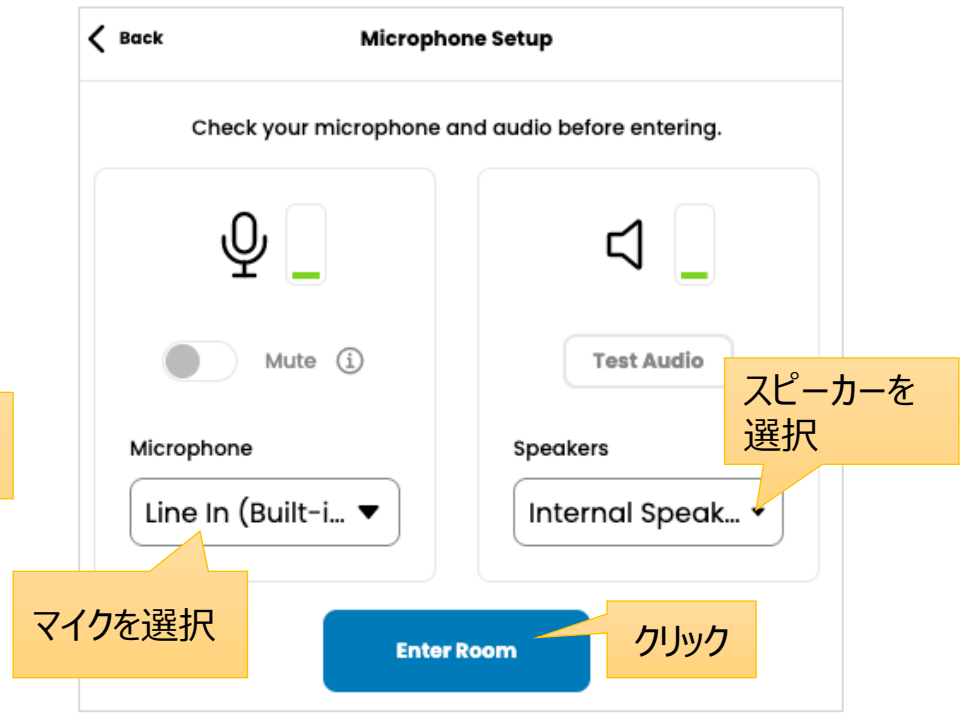 Back
Microphone Setup
Check your microphone and audio before entering.
Mute
Test Audio
スピーカーを
選択
Microphone
Speakers
Line In (Built-i...
Internal Speak...
マイクを選択
Enter Room
クリック